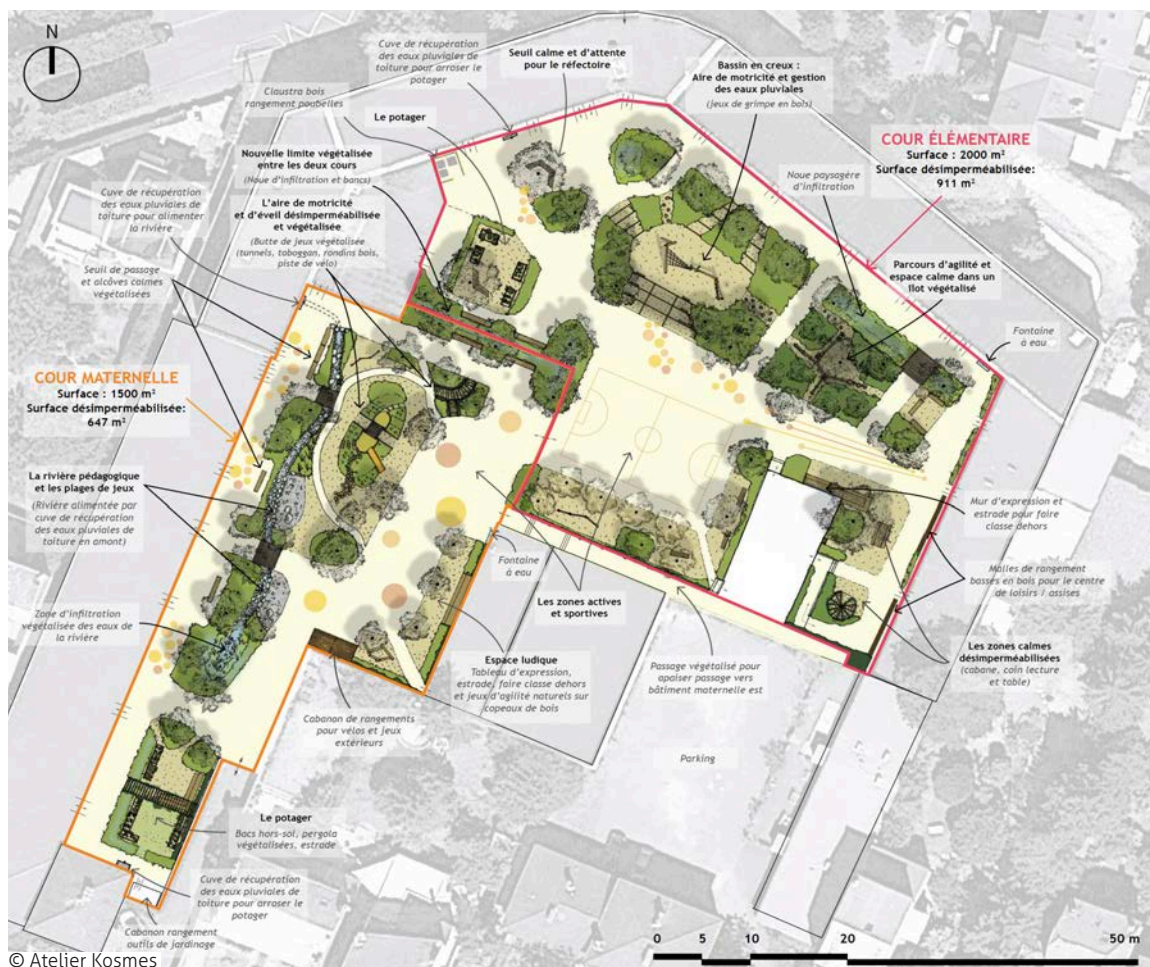 N
Cuve de récupération
des eaux pluviales de
toiture pour arroser le
potager
Seuil calme et d'attente
pour le réfectoire
Bassin en creux :
Aire de motricité et gestion
des eaux pluviales
(jeux de grimpe en bois)
Claustra bois
rangement poubelles
Le potager
COUR ÉLÉMENTAIRE
Surface : 2000 m²
Surface désimperméabilisée:
911 m²
Nouvelle limite végétalisée
entre les deux cours
(Noue d'infiltration et bancs)
Noue paysagère
d'infiltration
Cuve de récupération
des eaux pluviales de
toiture pour alimenter
la rivière
L'aire de motricité
et d'éveil désimperméabilisée
et végétalisée
(Butte de jeux végétalisée
(tunnels, toboggan, rondins bois,
piste de vélo)
Parcours d'agilité et
espace calme dans un
îlot végétalisé
Seuil de passage
et alcôves calmes
végétalisées
Fontaine
à eau
COUR MATERNELLE
Surface : 1500 m²
Surface désimperméabilisée:
647 m²
La rivière pédagogique
et les plages de jeux
(Rivière alimentée par
cuve de récupération
des eaux pluviales de
toiture en amont)
Mur d'expression et
estrade pour faire
classe dehors
Fontaine
à eau
Malles de rangement
basses en bois pour le centre
de loisirs / assises
Les zones actives
et sportives
Zone d'infiltration
végétalisée des eaux de
la rivière
Les zones calmes
désimperméabilisées
(cabane, coin lecture
et table)
Espace ludique
Tableau d'expression,
estrade, faire classe dehors
et jeux d'agilité naturels sur
copeaux de bois
Passage végétalisé pour
apaiser passage vers
bâtiment maternelle est
Cabanon de rangements
pour vélos et jeux
extérieurs
Parking
Le potager
Bacs hors-sol, pergola
végétalisées, estrade
Cuve de récupération
des eaux pluviales de
toiture pour arroser le
potager
Cabanon rangement
outils de jardinage
0 5 10 20 50 m
© Atelier Kosmes